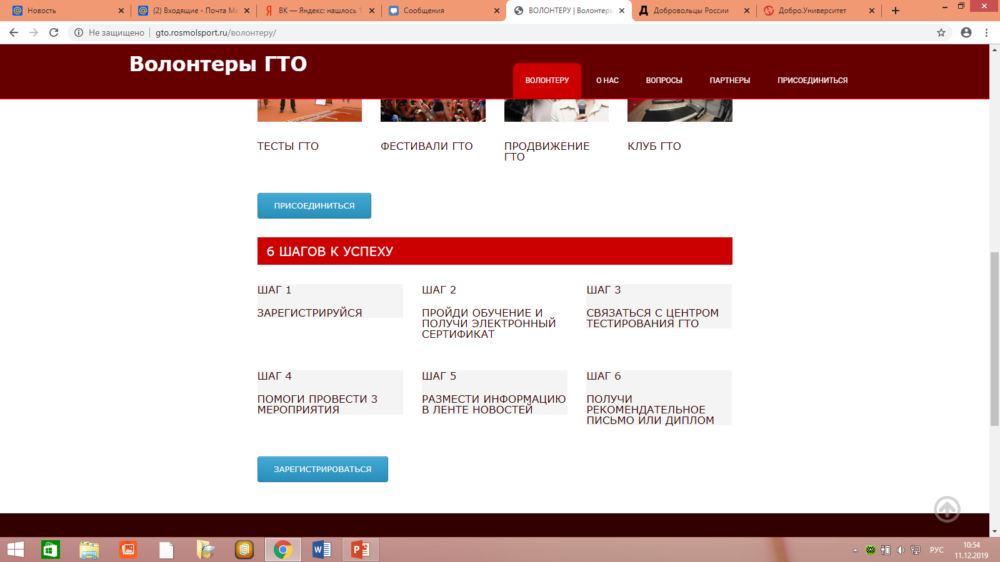 Новость
(2) Входящие - Почта Ма
ВК — Яндекс: нашлось 1
Сообщения
ВОЛОНТЕРУ | Волонтеры
Добровольцы России
Добро.Университет
Не защищено
gto.rosmolsport.ru/волонтеру/
Волонтеры ГТО
ВОЛОНТЕРУ
О НАС
ВОПРОСЫ
ПАРТНЕРЫ
ПРИСОЕДИНИТЬСЯ
ТЕСТЫ ГТО
ФЕСТИВАЛИ ГТО
ПРОДВИЖЕНИЕ
ГТО
КЛУБ ГТО
ПРИСОЕДИНИТЬСЯ
6 ШАГОВ К УСПЕХУ
ШАГ 1
ЗАРЕГИСТРИРУЙСЯ
ШАГ 2
ПРОЙДИ ОБУЧЕНИЕ И
ПОЛУЧИ ЭЛЕКТРОННЫЙ
СЕРТИФИКАТ
ШАГ 3
СВЯЗАТЬСЯ С ЦЕНТРОМ
ТЕСТИРОВАНИЯ ГТО
ШАГ 4
ПОМОГИ ПРОВЕСТИ 3
МЕРОПРИЯТИЯ
ШАГ 5
РАЗМЕСТИ ИНФОРМАЦИЮ
В ЛЕНТЕ НОВОСТЕЙ
ШАГ 6
ПОЛУЧИ
РЕКОМЕНДАТЕЛЬНОЕ
ПИСЬМО ИЛИ ДИПЛОМ
ЗАРЕГИСТРИРОВАТЬСЯ
РУС
10:54
11.12.2019